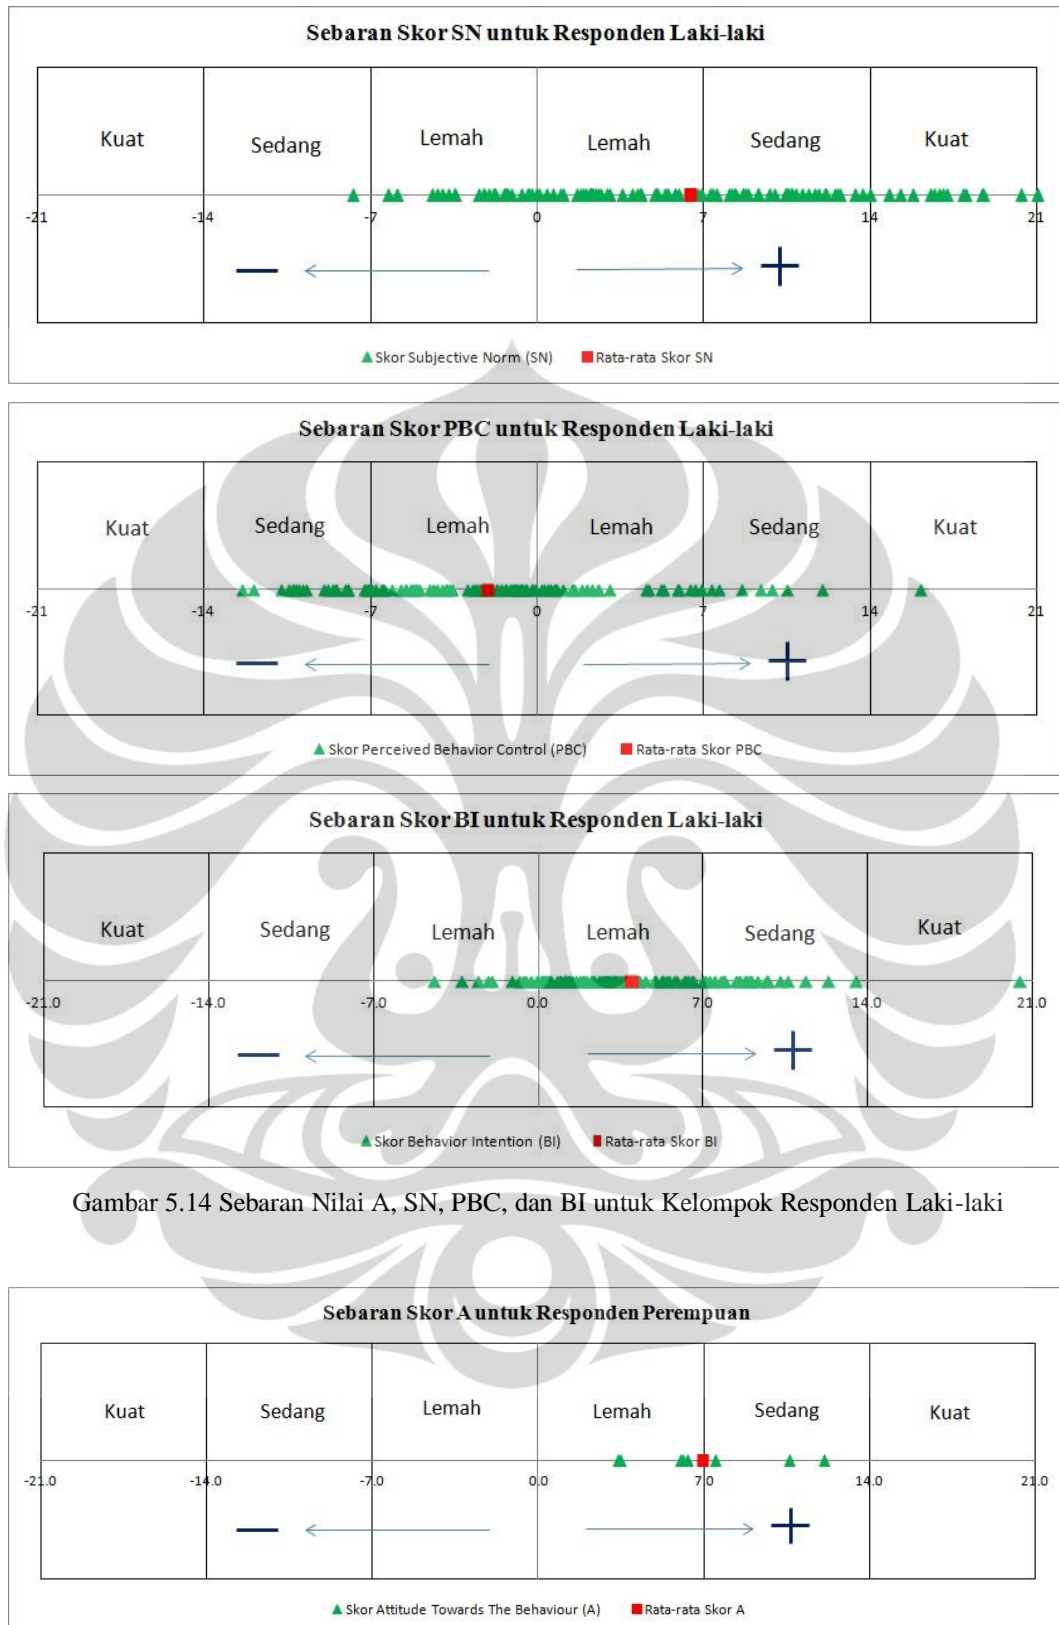 Sebaran Skor SN untuk Responden Laki-laki
Kuat Sedang Lemah Lemah Sedang Kuat
-21 -14 -7 0 7 14 21
Skor Subjective Norm (SN) Rata-rata Skor SN
Sebaran Skor PBC untuk Responden Laki-laki
Kuat Sedang Lemah Lemah Sedang Kuat
-21 -14 -7 0 7 14 21
Skor Perceived Behavior Control (PBC) Rata-rata Skor PBC
Sebaran Skor BI untuk Responden Laki-laki
Kuat Sedang Lemah Lemah Sedang Kuat
-21.0 -14.0 -7.0 0.0 7.0 14.0 21.0
Skor Behavior Intention (BI) Rata-rata Skor BI
Gambar 5.14 Sebaran Nilai A, SN, PBC, dan BI untuk Kelompok Responden Laki-laki
Sebaran Skor A untuk Responden Perempuan
Kuat Sedang Lemah Lemah Sedang Kuat
-21.0 -14.0 -7.0 0.0 7.0 14.0 21.0
Skor Attitude Towards The Behaviour (A) Rata-rata Skor A